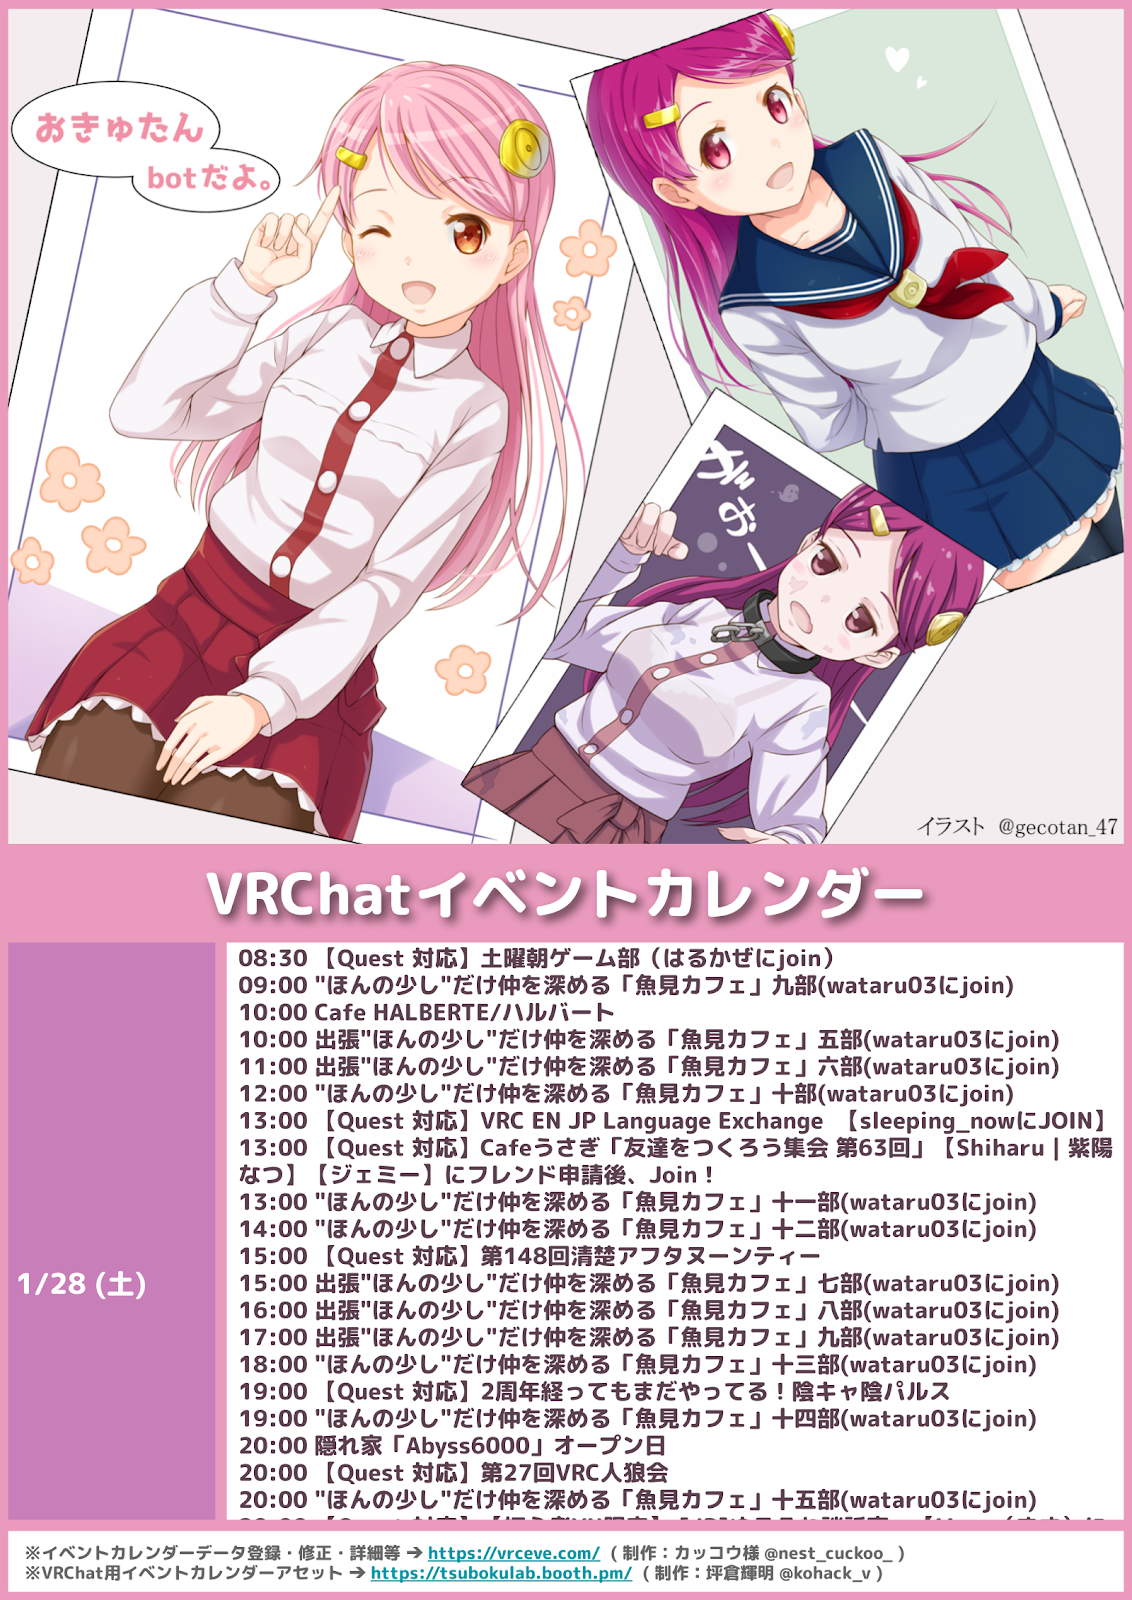 おきゅたん
botだよ。
がおー
イラスト @gecotan_47
VRChatイベントカレンダー
1/28 (土)
08:30 【Quest 対応】土曜朝ゲーム部（はるかぜにjoin）
09:00 "ほんの少し"だけ仲を深める「魚見カフェ」九部(wataru03にjoin)
10:00 Cafe HALBERTE/ハルバート
10:00 出張"ほんの少し"だけ仲を深める「魚見カフェ」五部(wataru03にjoin)
11:00 出張"ほんの少し"だけ仲を深める「魚見カフェ」六部(wataru03にjoin)
12:00 "ほんの少し"だけ仲を深める「魚見カフェ」十部(wataru03にjoin)
13:00 【Quest 対応】VRC EN JP Language Exchange 【sleeping_nowにJOIN】
13:00 【Quest 対応】Cafeうさぎ「友達をつくろう集会 第63回」【Shiharu | 紫陽
なつ】【ジェミー】にフレンド申請後、Join！
13:00 "ほんの少し"だけ仲を深める「魚見カフェ」十一部(wataru03にjoin)
14:00 "ほんの少し"だけ仲を深める「魚見カフェ」十二部(wataru03にjoin)
15:00 【Quest 対応】第148回清楚アフタヌーンティー
15:00 出張"ほんの少し"だけ仲を深める「魚見カフェ」七部(wataru03にjoin)
16:00 出張"ほんの少し"だけ仲を深める「魚見カフェ」八部(wataru03にjoin)
17:00 出張"ほんの少し"だけ仲を深める「魚見カフェ」九部(wataru03にjoin)
18:00 "ほんの少し"だけ仲を深める「魚見カフェ」十三部(wataru03にjoin)
19:00 【Quest 対応】2周年経ってもまだやってる！陰キャ陰パルス
19:00 "ほんの少し"だけ仲を深める「魚見カフェ」十四部(wataru03にjoin)
20:00 隠れ家「Abyss6000」オープン日
20:00 【Quest 対応】第27回VRC人狼会
20:00 "ほんの少し"だけ仲を深める「魚見カフェ」十五部(wataru03にjoin)
※イベントカレンダーデータ登録・修正・詳細等 ➔ https://vrceve.com/ （ 制作：カッコウ様 @nest_cuckoo_ ）
※VRChat用イベントカレンダーアセット ➔ https://tsubokulab.booth.pm/ （ 制作：坪倉輝明 @kohack_v ）